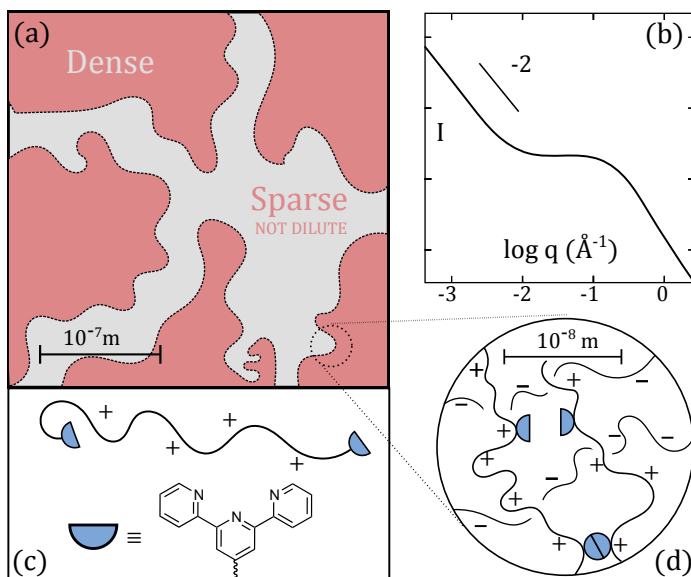 (a)
Dense
Sparse
NOT DILUTE
10⁻⁷m
(b)
-2
I
log q (Å⁻¹)
-3 -2 -1 0
+ + + +
≡
N N N
(c)
10⁻⁸ m
+ + − −
− − + −
+ + −
− + −
− + +
(d)